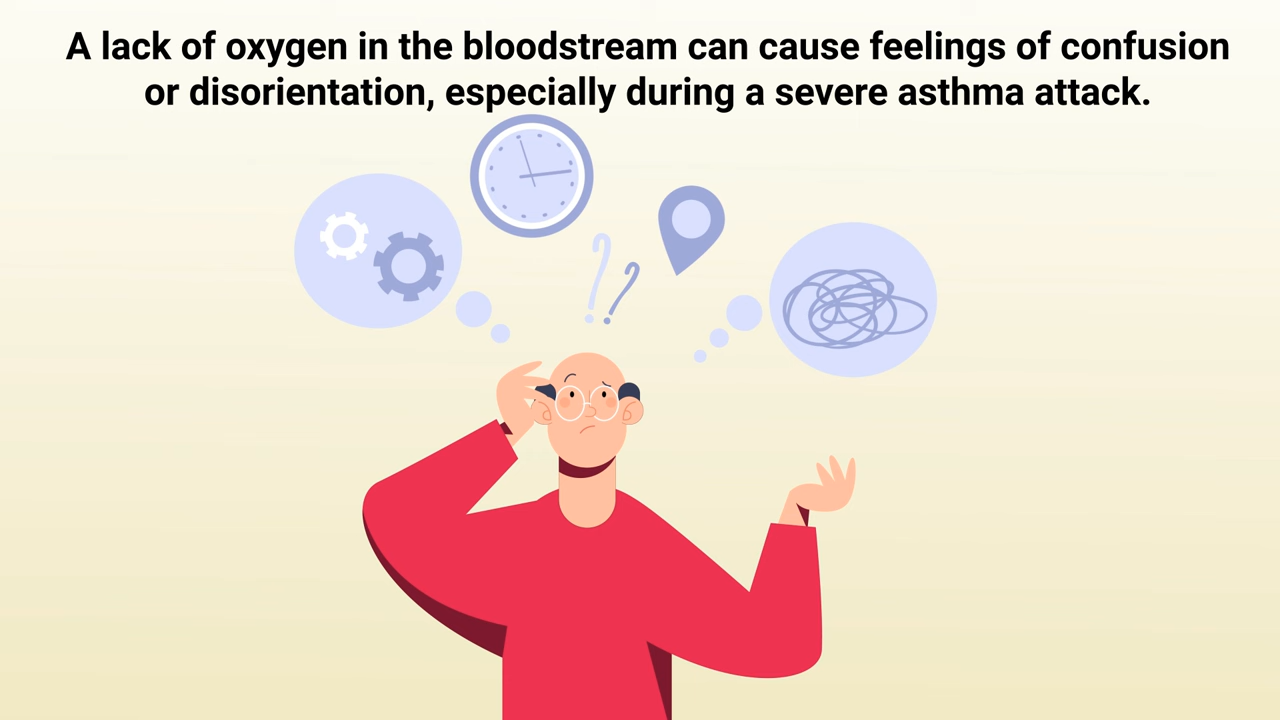 A lack of oxygen in the bloodstream can cause feelings of confusion
or disorientation, especially during a severe asthma attack.